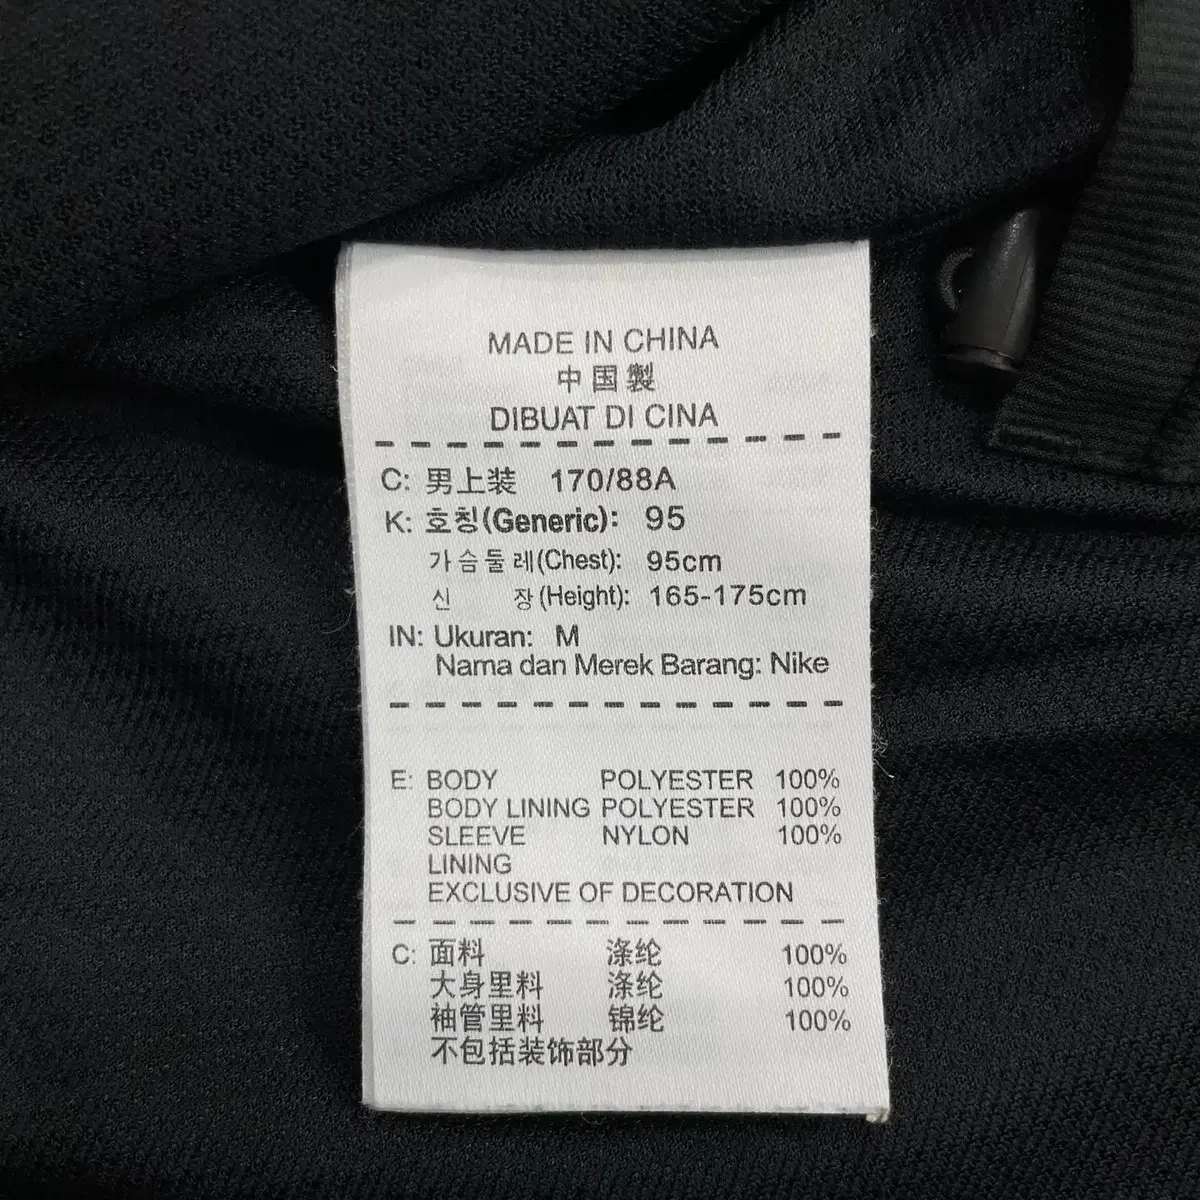 MADE IN CHINA
中国製
DIBUAT DI CINA
C: 男上装 170/88A
K: 호칭(Generic): 95
가슴둘레(Chest): 95cm
신 장(Height): 165-175cm
IN: Ukuran: M
Nama dan Merek Barang: Nike
E: BODY POLYESTER 100%
BODY LINING POLYESTER 100%
SLEEVE NYLON 100%
LINING
EXCLUSIVE OF DECORATION
C: 面料 涤纶 100%
大身里料 涤纶 100%
袖管里料 锦纶 100%
不包括装饰部分